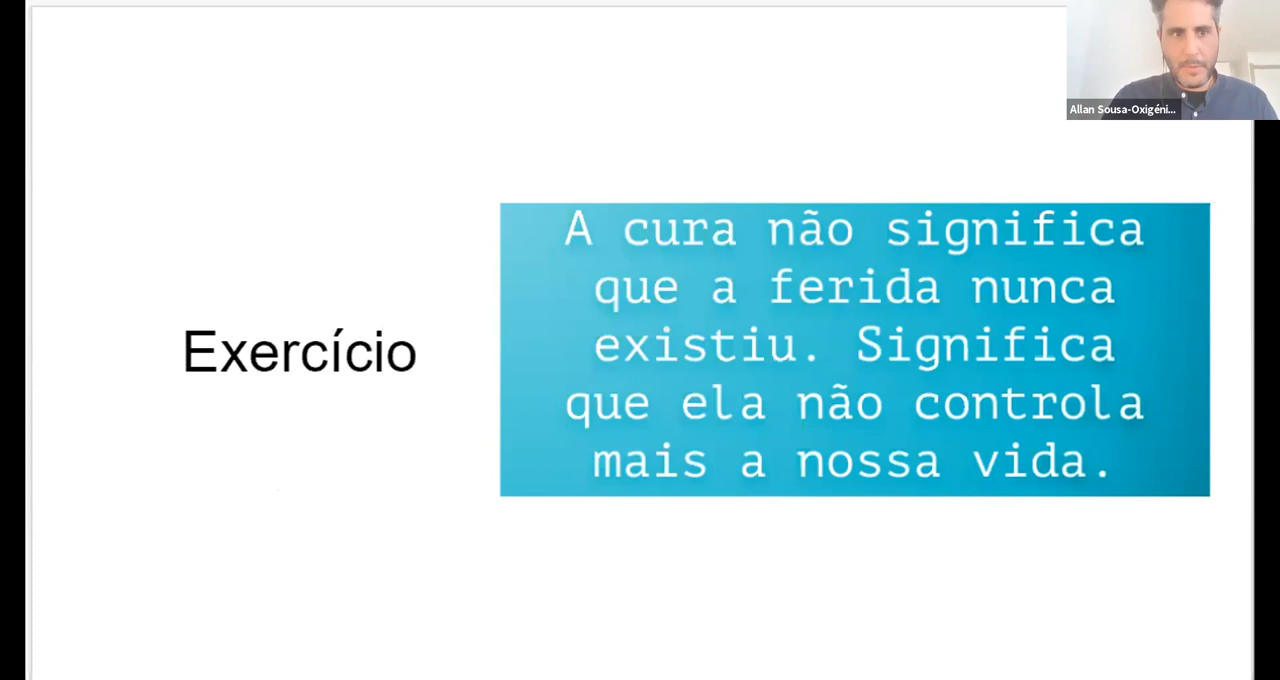 Allan Sousa-Oxigéni...
Exercício
A cura não significa
que a ferida nunca
existiu. Significa
que ela não controla
mais a nossa vida.